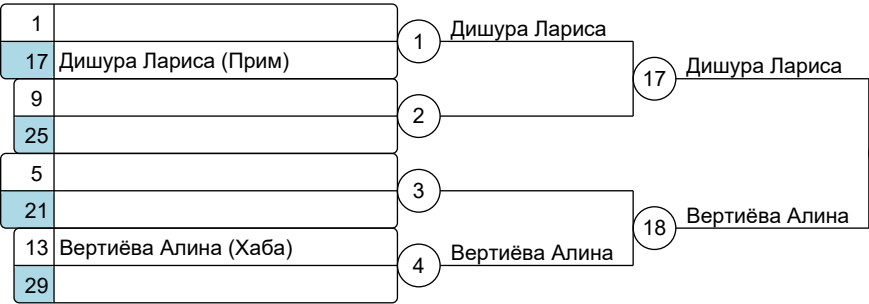 1
17 Дишура Лариса (Прим)
1 Дишура Лариса
9
25
2
17 Дишура Лариса
5
21
3
13 Вертиёва Алина (Хаба)
29
4 Вертиёва Алина
18 Вертиёва Алина